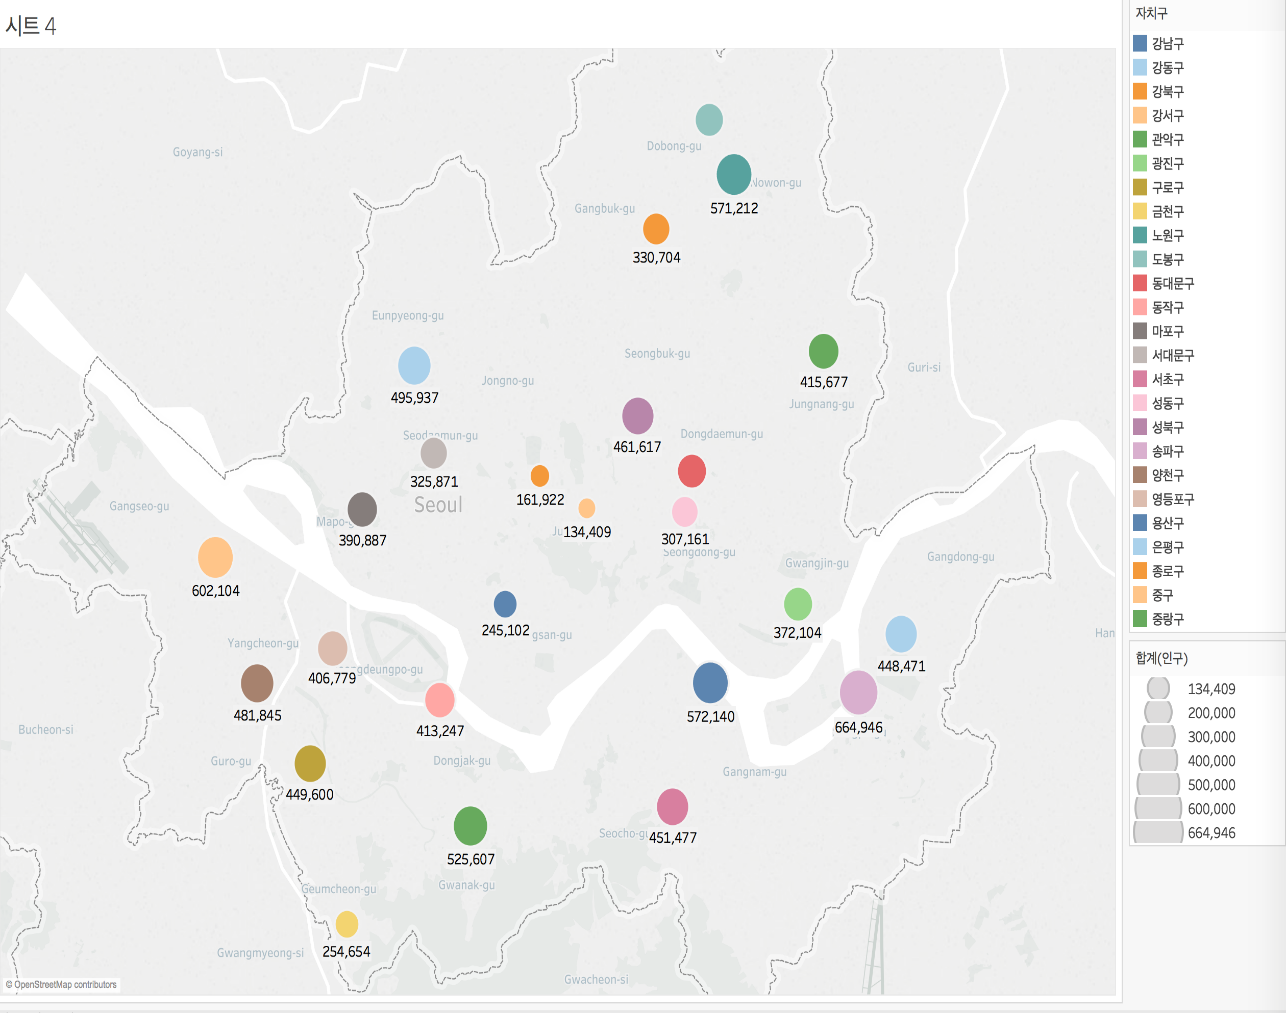 시트 4
Goyang-si
Dobong-gu
Nowon-gu
571,212
Gangbuk-gu
330,704
Eunpyeong-gu
495,937
Jongno-gu
Seongbuk-gu
415,677
Guri-si
Jungnang-gu
461,617
Dongdaemun-gu
Seodaemun-gu
325,871
Seoul
161,922
134,409
Gangseo-gu
390,887
307,161
Seongdong-gu
Gwangjin-gu
Gangdong-gu
602,104
245,102
372,104
448,471
Han
Yangcheon-gu
406,779
481,845
413,247
572,140
664,946
Bucheon-si
Guro-gu
Dongjak-gu
Gangnam-gu
449,600
Seocho-gu
451,477
525,607
Geumcheon-gu
Gwanak-gu
254,654
Gwangmyeong-si
Gwacheon-si
© OpenStreetMap contributors
자치구
강남구
강동구
강북구
강서구
관악구
광진구
구로구
금천구
노원구
도봉구
동대문구
동작구
마포구
서대문구
서초구
성동구
성북구
송파구
양천구
영등포구
용산구
은평구
종로구
중구
중랑구
합계(인구)
134,409
200,000
300,000
400,000
500,000
600,000
664,946